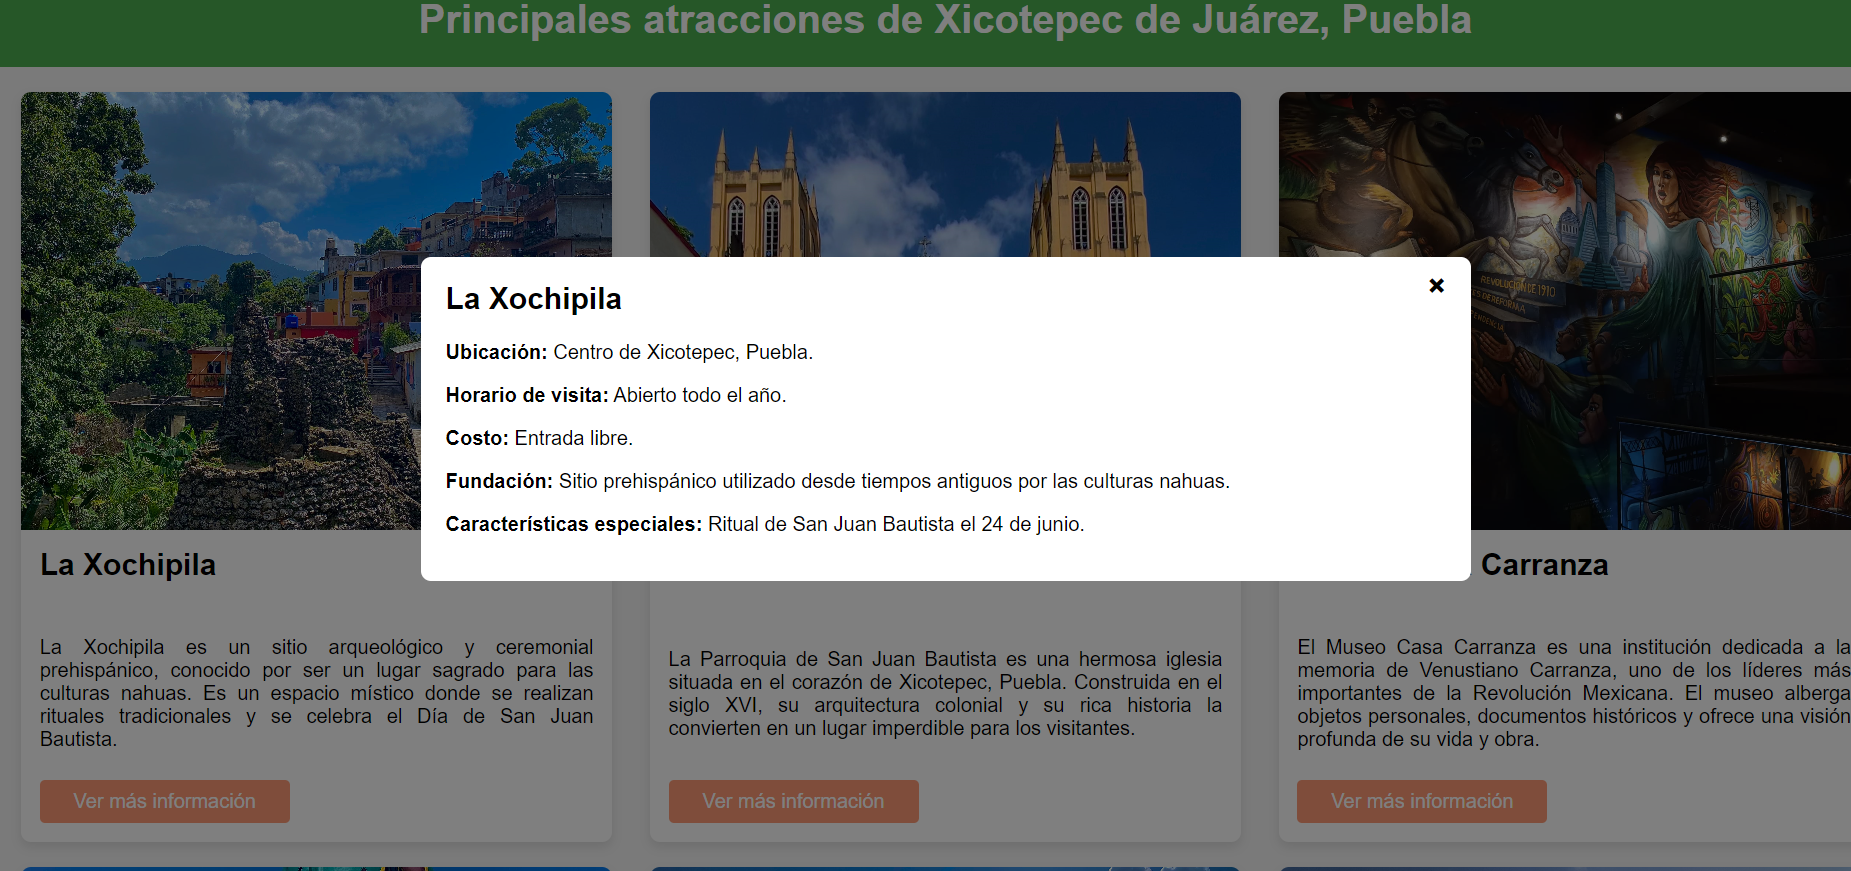 Principales atracciones de Xicotepec de Juárez, Puebla
REVOLUCIÓN DE 1910
La Xochipila
Ubicación: Centro de Xicotepec, Puebla.
Horario de visita: Abierto todo el año.
Costo: Entrada libre.
Fundación: Sitio prehispánico utilizado desde tiempos antiguos por las culturas nahuas.
Características especiales: Ritual de San Juan Bautista el 24 de junio.
La Xochipila
La Xochipila es un sitio arqueológico y ceremonial
prehispánico, conocido por ser un lugar sagrado para las
culturas nahuas. Es un espacio místico donde se realizan
rituales tradicionales y se celebra el Día de San Juan
Bautista.
Ver más información
La Parroquia de San Juan Bautista es una hermosa iglesia
situada en el corazón de Xicotepec, Puebla. Construida en el
siglo XVI, su arquitectura colonial y su rica historia la
convierten en un lugar imperdible para los visitantes.
Ver más información
Carranza
El Museo Casa Carranza es una institución dedicada a la
memoria de Venustiano Carranza, uno de los líderes más
importantes de la Revolución Mexicana. El museo alberga
objetos personales, documentos históricos y ofrece una visión
profunda de su vida y obra.
Ver más información